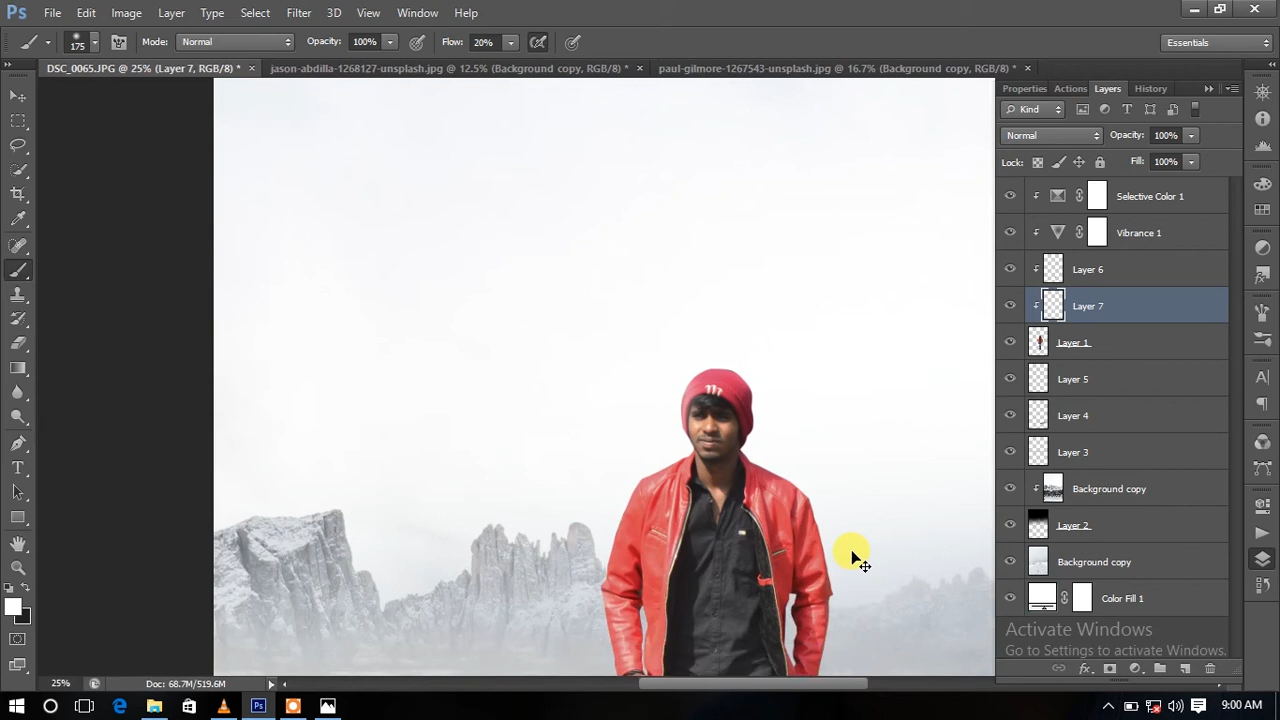 Ps File Edit Image Layer Type Select Filter 3D View Window Help
175 Mode: Normal Opacity: 100% Flow: 20% Essentials
DSC_0065.JPG @ 25% (Layer 7, RGB/8) * × jason-abdilla-1268127-unsplash.jpg @ 12.5% (Background copy, RGB/8) * × paul-gilmore-1267543-unsplash.jpg @ 16.7% (Background copy, RGB/8) * ×
Properties Actions Layers History
Kind
Normal Opacity: 100%
Lock: Fill: 100%
Selective Color 1
Vibrance 1
Layer 6
Layer 7
Layer 1
Layer 5
Layer 4
Layer 3
Background copy
Layer 2
Background copy
Color Fill 1
Activate Windows
Go to Settings to activate Windows.
25% Doc: 68.7M/519.6M
9:00 AM